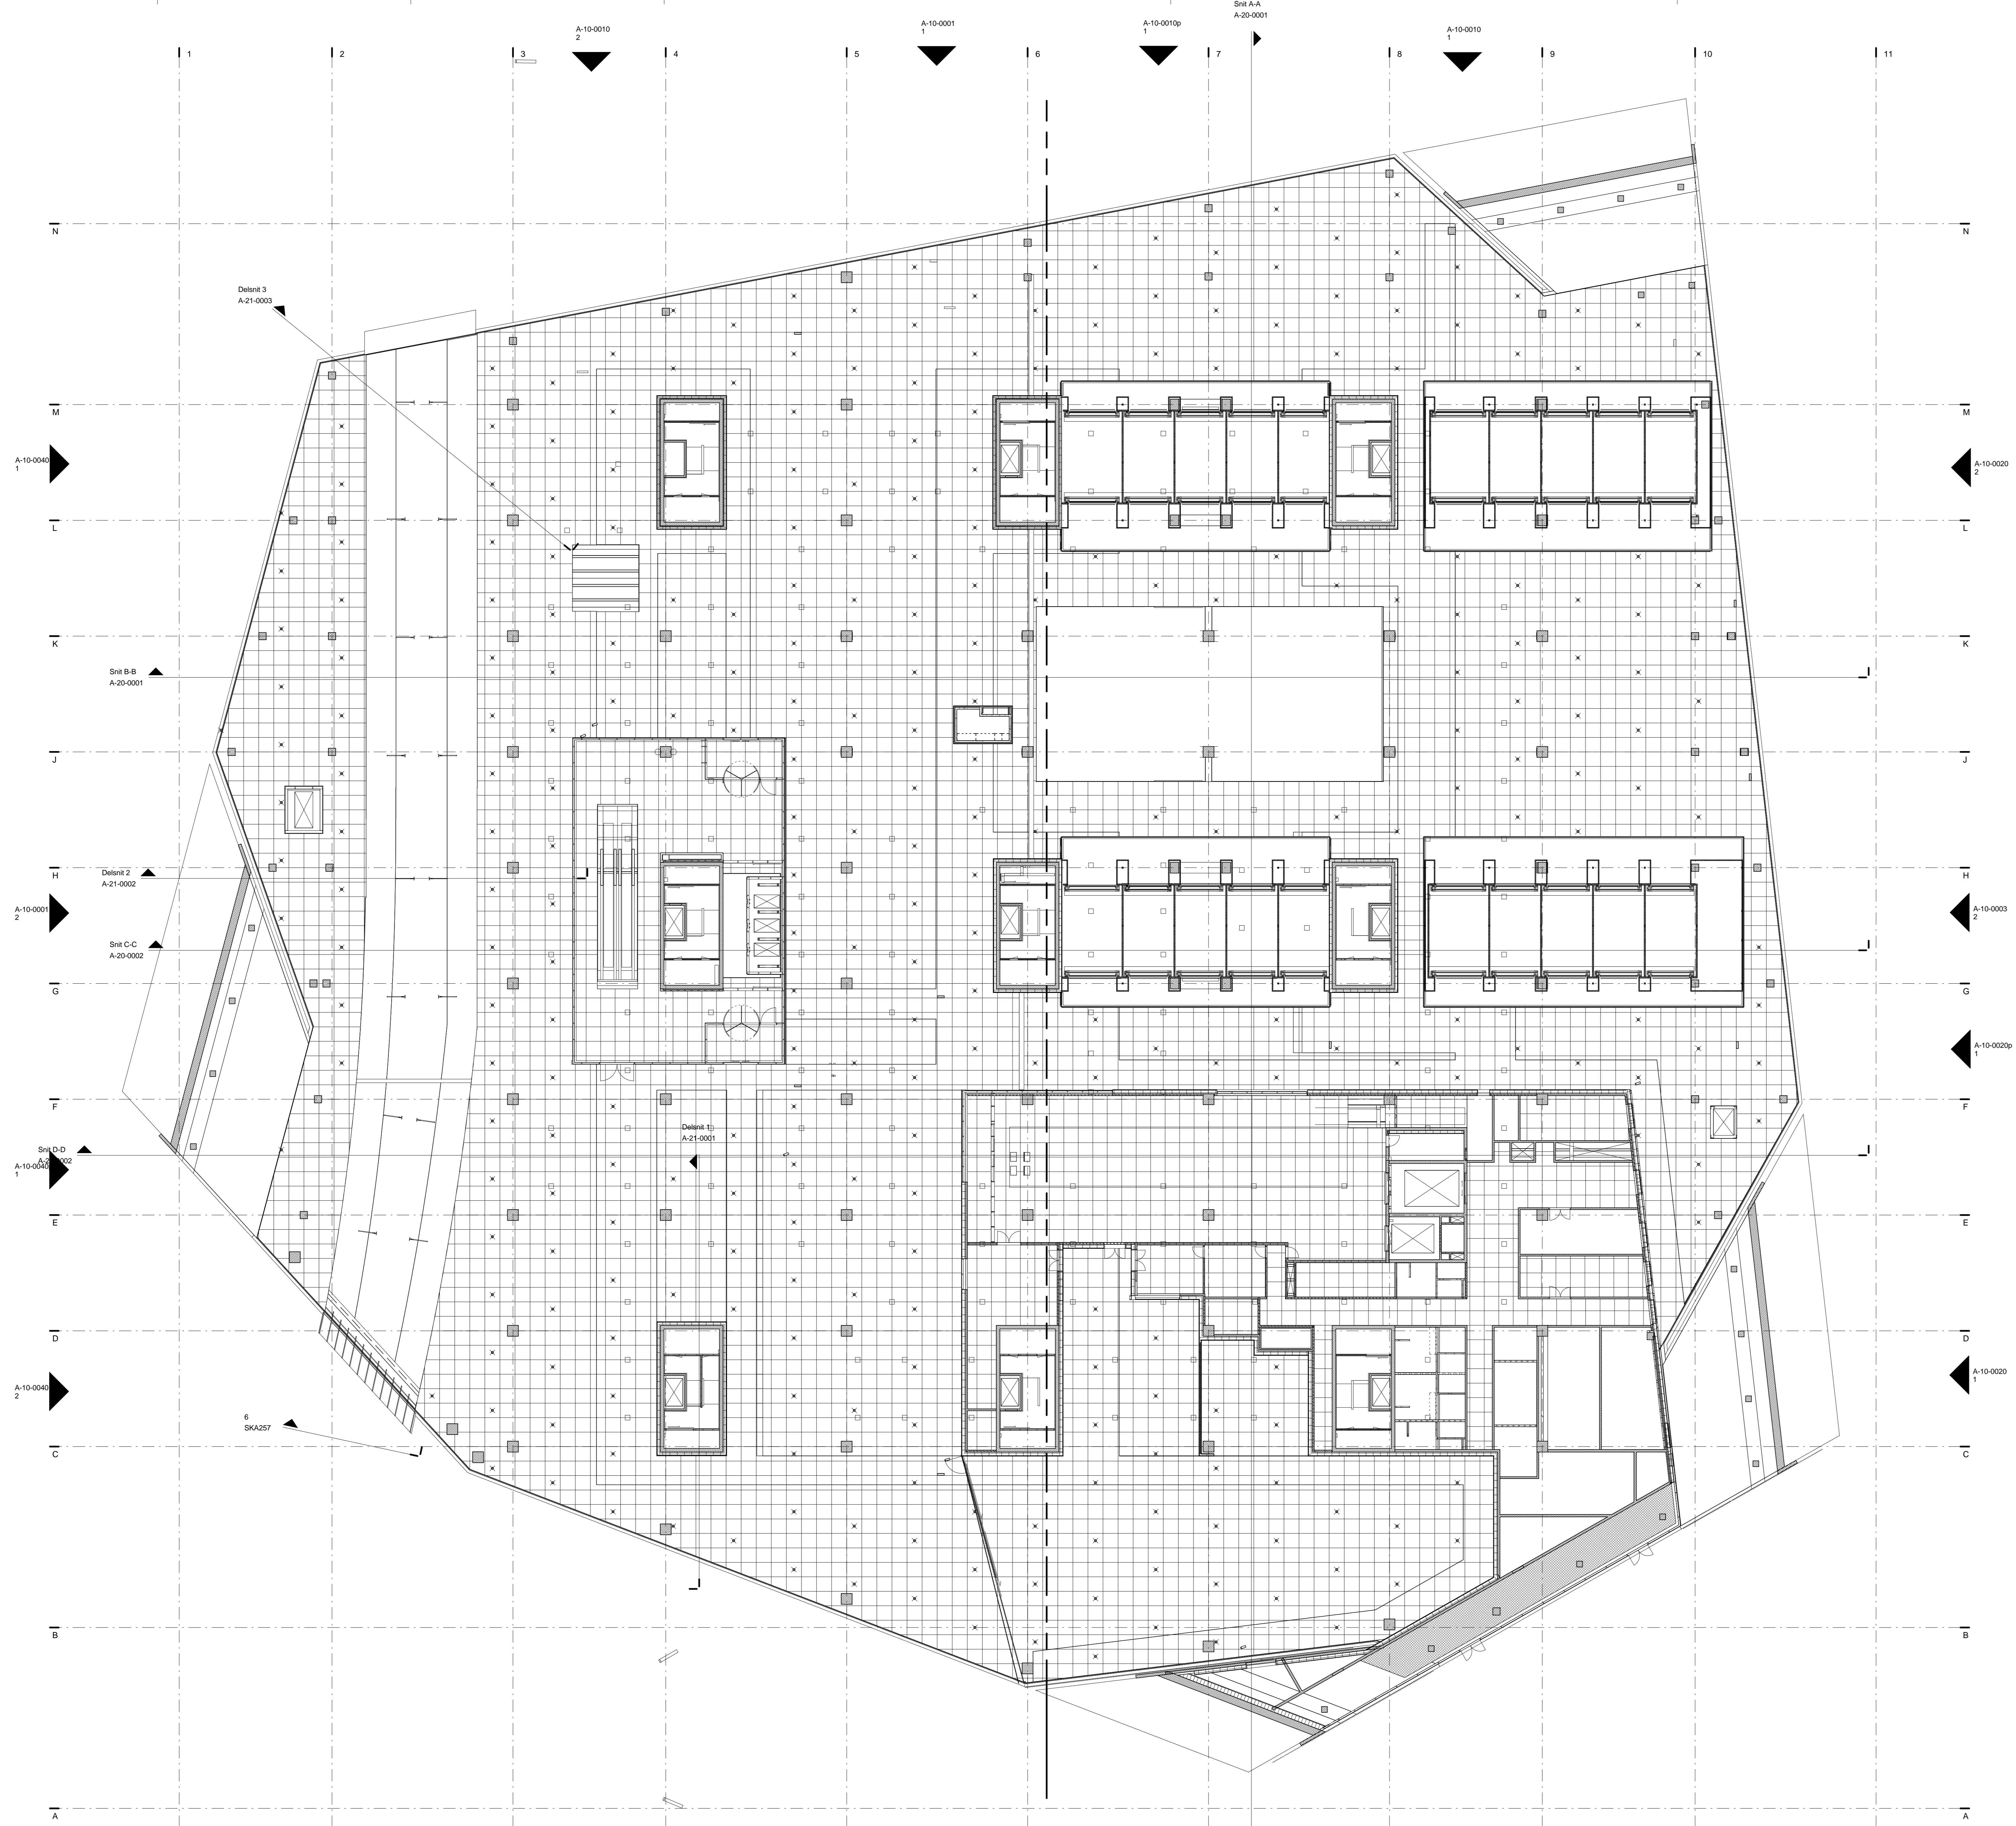 Snit A-A
A-20-0001
A-10-0010
2
A-10-0001
1
A-10-0010p
1
A-10-0010
1
1
2
3
4
5
6
7
8
9
10
11
N
N
Delsnit 3
A-21-0003
M
M
A-10-0040
1
A-10-0020
2
L
L
K
K
Snit B-B
A-20-0001
J
J
H
H
Delsnit 2
A-21-0002
A-10-0001
2
A-10-0003
2
Snit C-C
A-20-0002
G
G
A-10-0020p
1
F
F
Delsnit 1
A-21-0001
Snit D-D
A-10-0040
1
E
E
D
D
A-10-0040
2
A-10-0020
1
6
SKA257
C
C
B
B
A
A